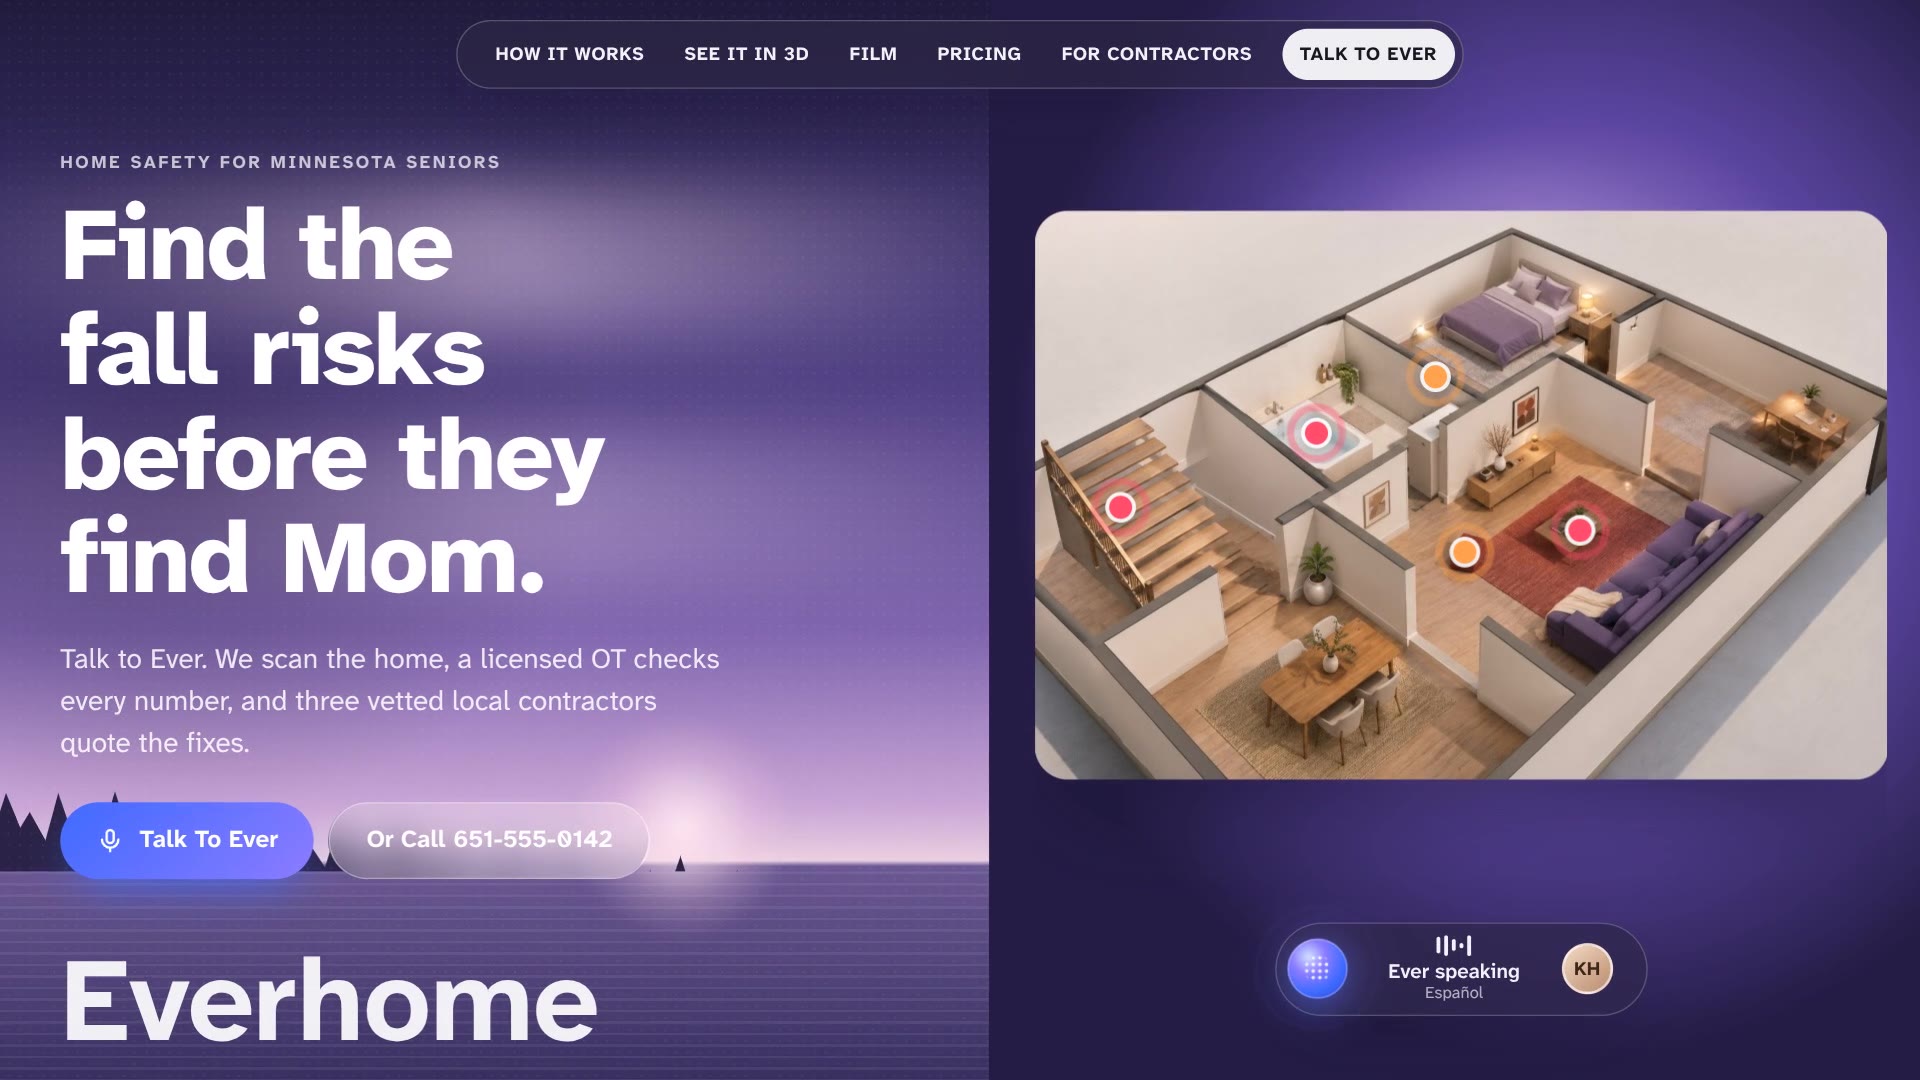 HOW IT WORKS
SEE IT IN 3D
FILM
PRICING
FOR CONTRACTORS
TALK TO EVER
HOME SAFETY FOR MINNESOTA SENIORS
Find the
fall risks
before they
find Mom.
Talk to Ever. We scan the home, a licensed OT checks
every number, and three vetted local contractors
quote the fixes.
Talk To Ever
Or Call 651-555-0142
Everhome
Ever speaking
Español
KH